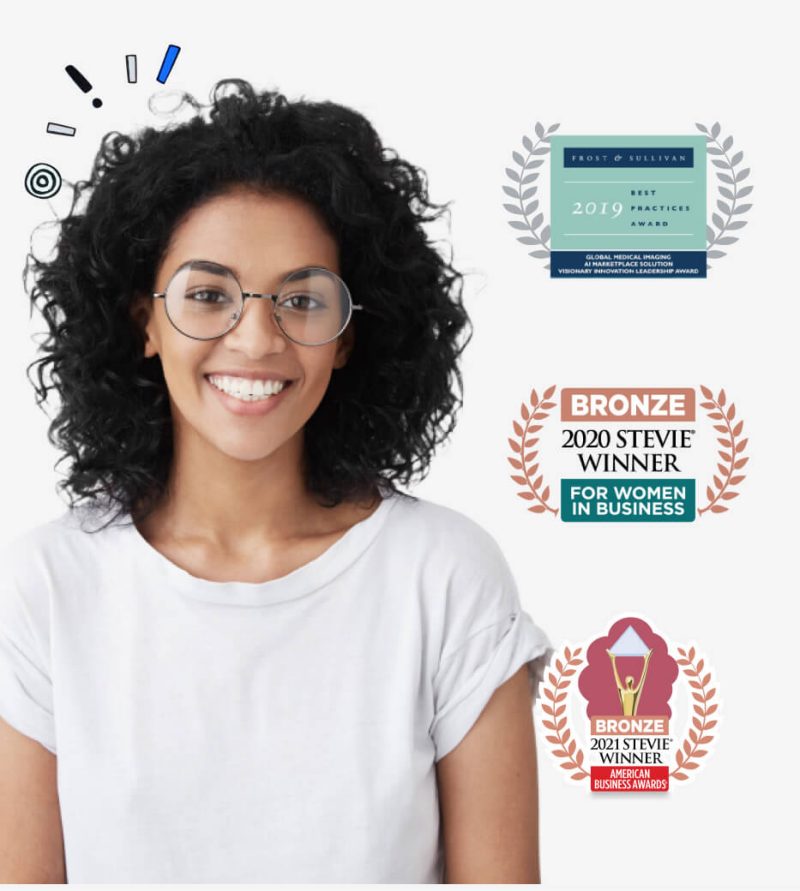 FROST & SULLIVAN
BEST
2019 PRACTICES
AWARD
GLOBAL MEDICAL IMAGING
AI MARKETPLACE SOLUTION
VISIONARY INNOVATION LEADERSHIP AWARD
BRONZE
2020 STEVIE®
WINNER
FOR WOMEN
IN BUSINESS
BRONZE
2021 STEVIE®
WINNER
AMERICAN
BUSINESS AWARDS®